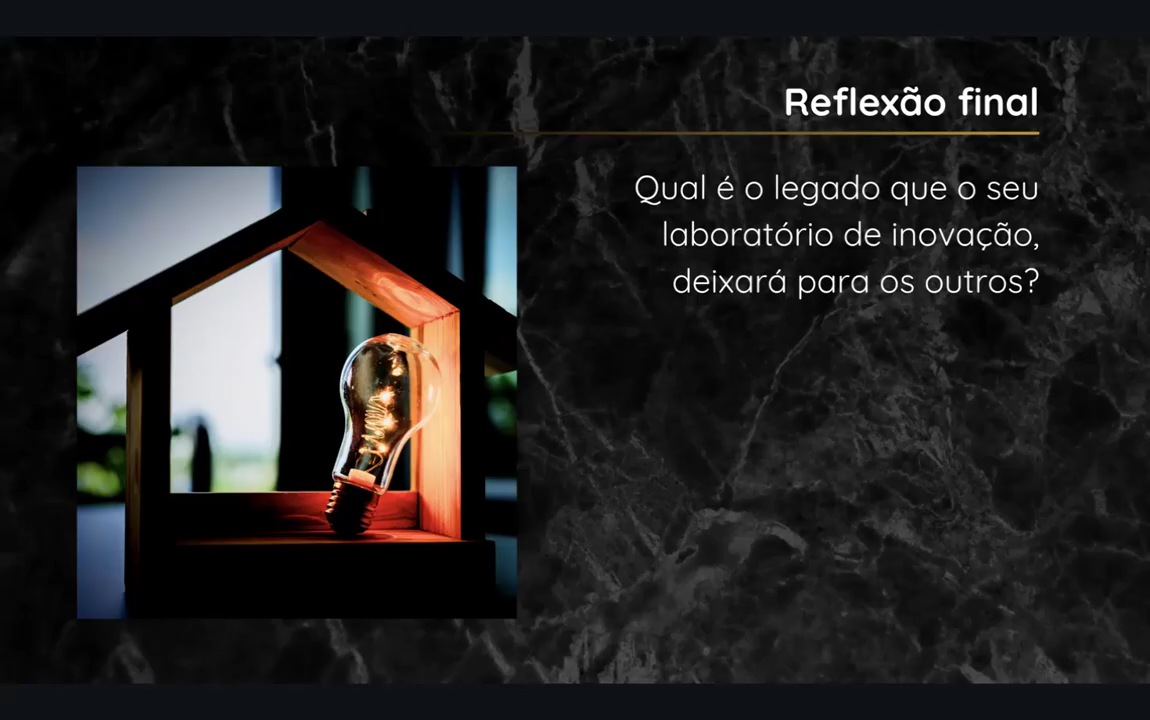 Reflexão final
Qual é o legado que o seu
laboratório de inovação,
deixará para os outros?